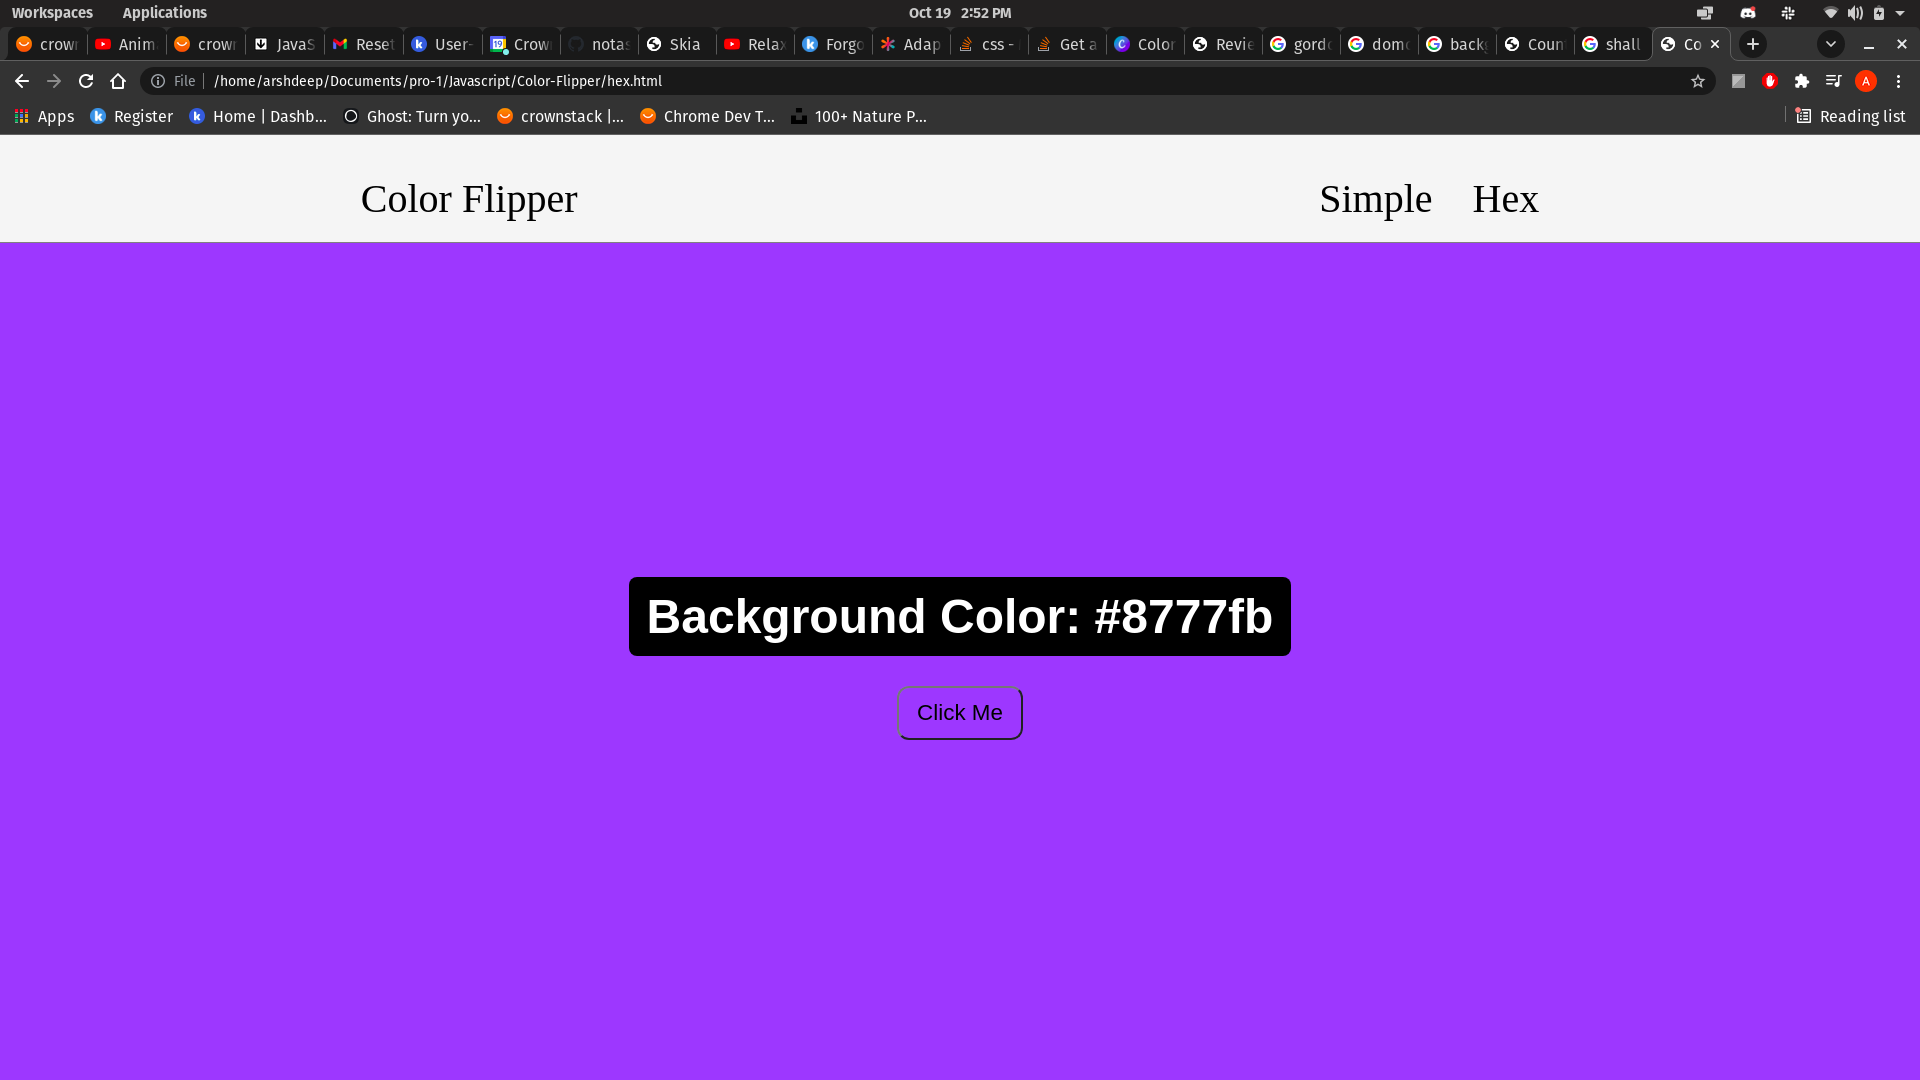 Workspaces Applications Oct 19 2:52 PM
crown Anim crown JavaS Reset User- Crown notas Skia Relax Forgo Adap css - Get a Color Revie gordo domo backg Coun shall Co
File /home/arshdeep/Documents/pro-1/Javascript/Color-Flipper/hex.html A
Apps Register Home | Dashb... Ghost: Turn yo... crownstack |... Chrome Dev T... 100+ Nature P... Reading list
Color Flipper Simple Hex
Background Color: #8777fb
Click Me